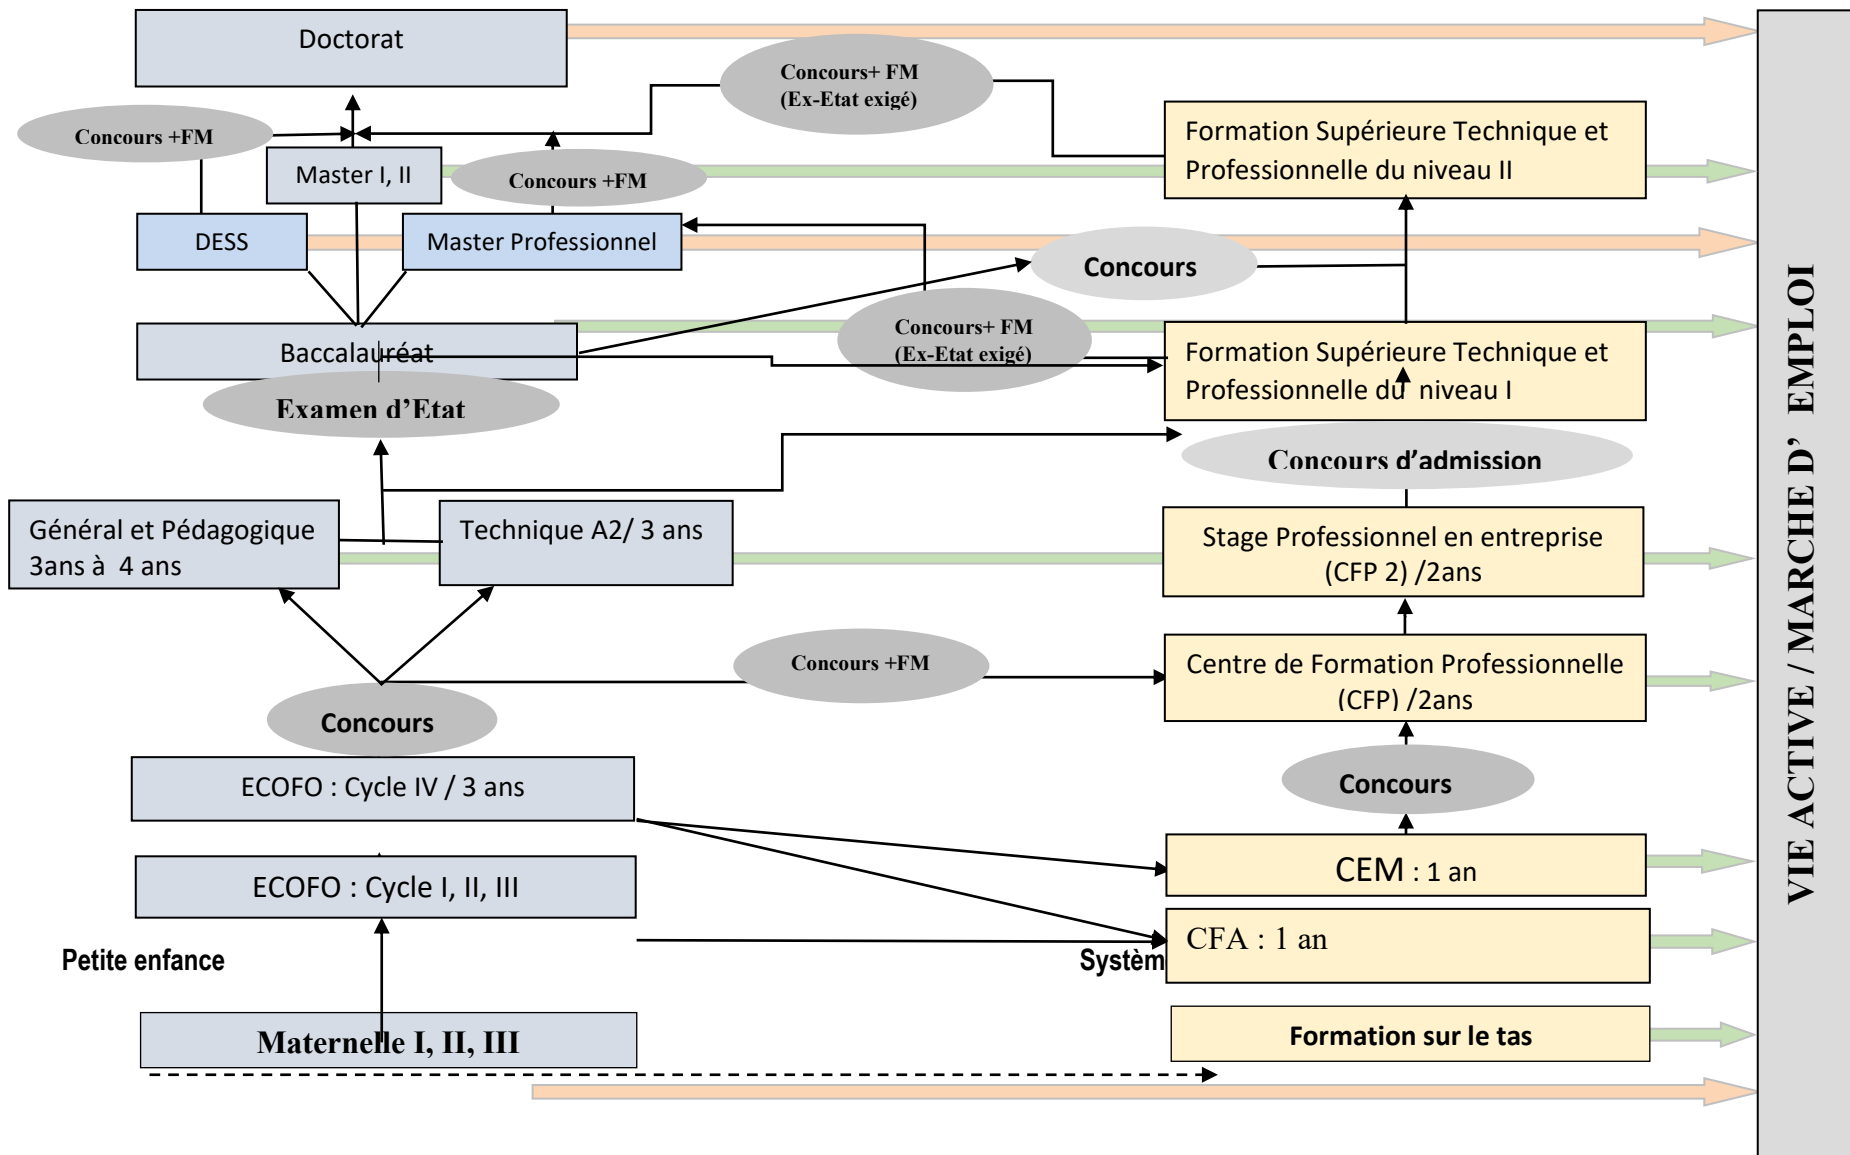 Doctorat
Concours+ FM
(Ex-Etat exigé)
Concours +FM
Formation Supérieure Technique et
Professionnelle du niveau II
Master I, II
Concours +FM
DESS
Master Professionnel
Concours
Concours+ FM
(Ex-Etat exigé)
Baccalauréat
Formation Supérieure Technique et
Professionnelle du niveau I
Examen d’Etat
Concours d’admission
Général et Pédagogique
3ans à 4 ans
Technique A2/ 3 ans
Stage Professionnel en entreprise
(CFP 2) /2ans
Concours +FM
Centre de Formation Professionnelle
(CFP) /2ans
Concours
ECOFO : Cycle IV / 3 ans
Concours
ECOFO : Cycle I, II, III
CEM : 1 an
CFA : 1 an
Petite enfance
Systèm
Maternelle I, II, III
Formation sur le tas
VIE ACTIVE / MARCHE D’ EMPLOI